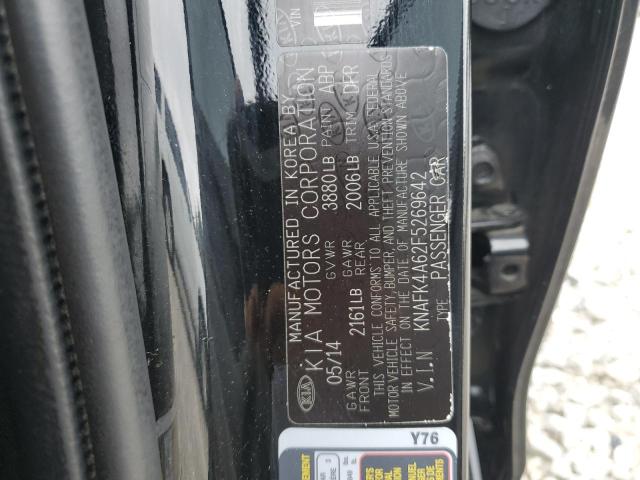 MANUFACTURED IN KOREA BY
KIA KIA MOTORS CORPORATION
05/14 GVWR 3880LB PAINT ABP
GAWR FRONT 2161LB GAWR REAR 2006LB TRIM DFR
THIS VEHICLE CONFORMS TO ALL APPLICABLE U.S.A FEDERAL
MOTOR VEHICLE SAFETY, BUMPER, AND THEFT PREVENTION STANDARDS
IN EFFECT ON THE DATE OF MANUFACTURE SHOWN ABOVE
V.I.N KNAFK4A62F5269642
TYPE PASSENGER CAR
VIN
Y76